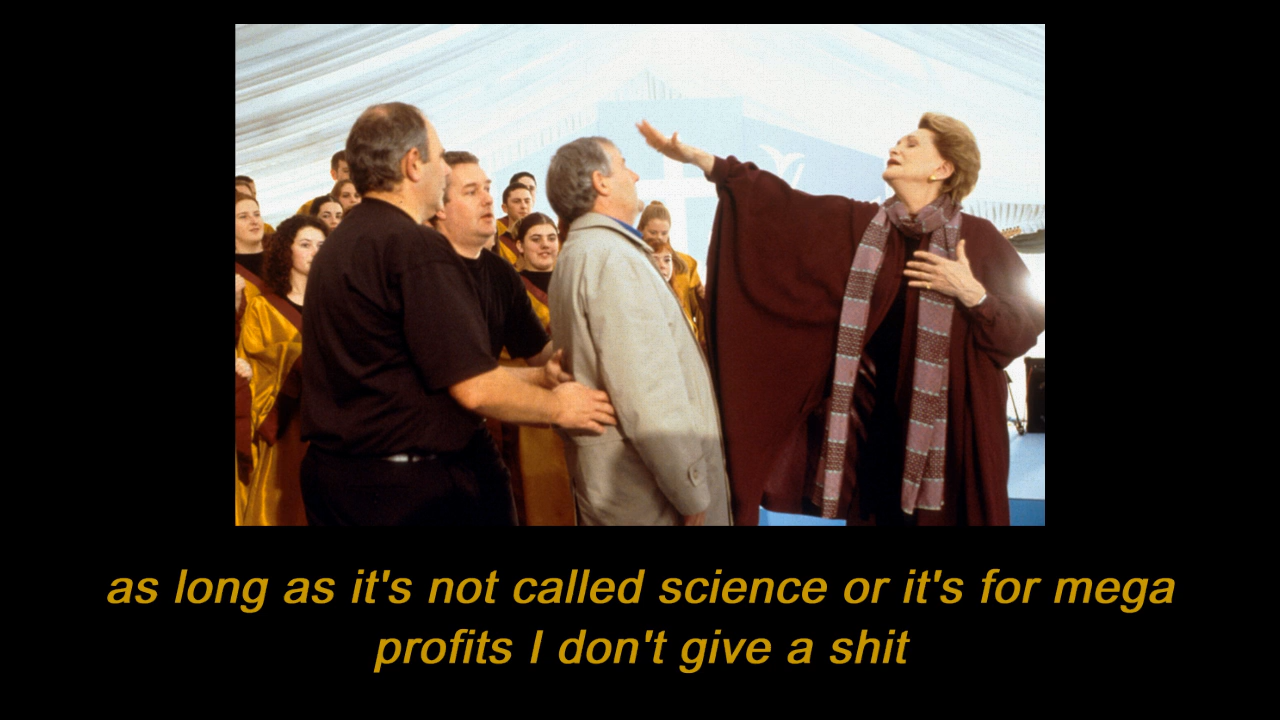 as long as it's not called science or it's for mega
profits I don't give a shit